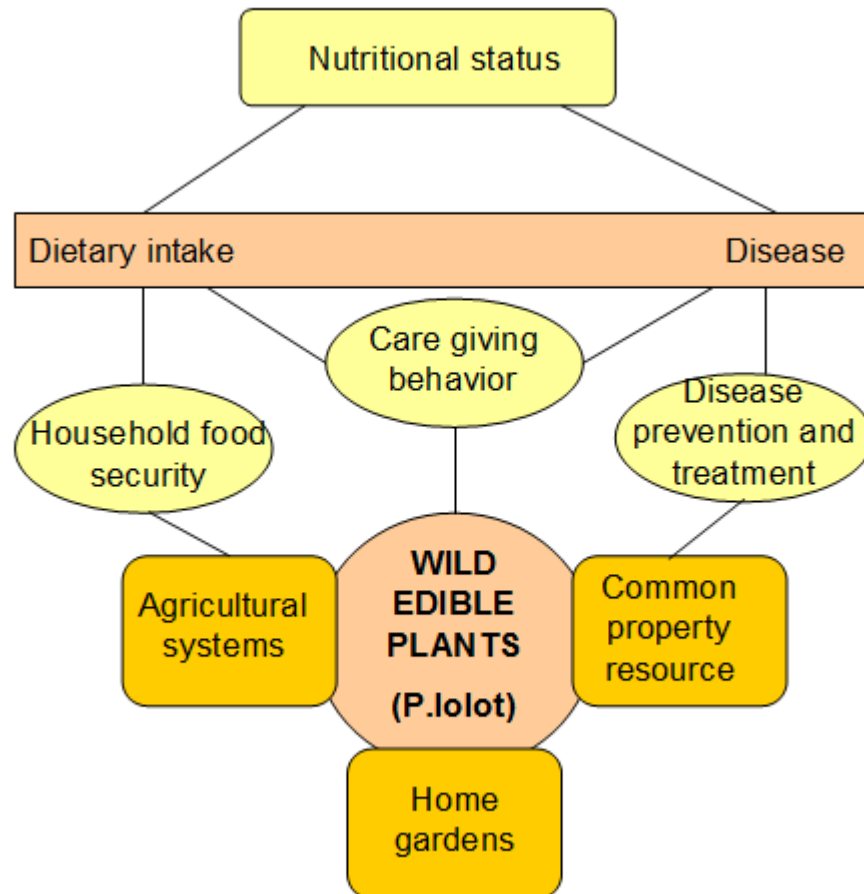 Nutritional status
Dietary intake
Disease
Care giving
behavior
Household food
security
Disease
prevention and
treatment
Agricultural
systems
WILD
EDIBLE
PLANTS
(P.lolot)
Common
property
resource
Home
gardens